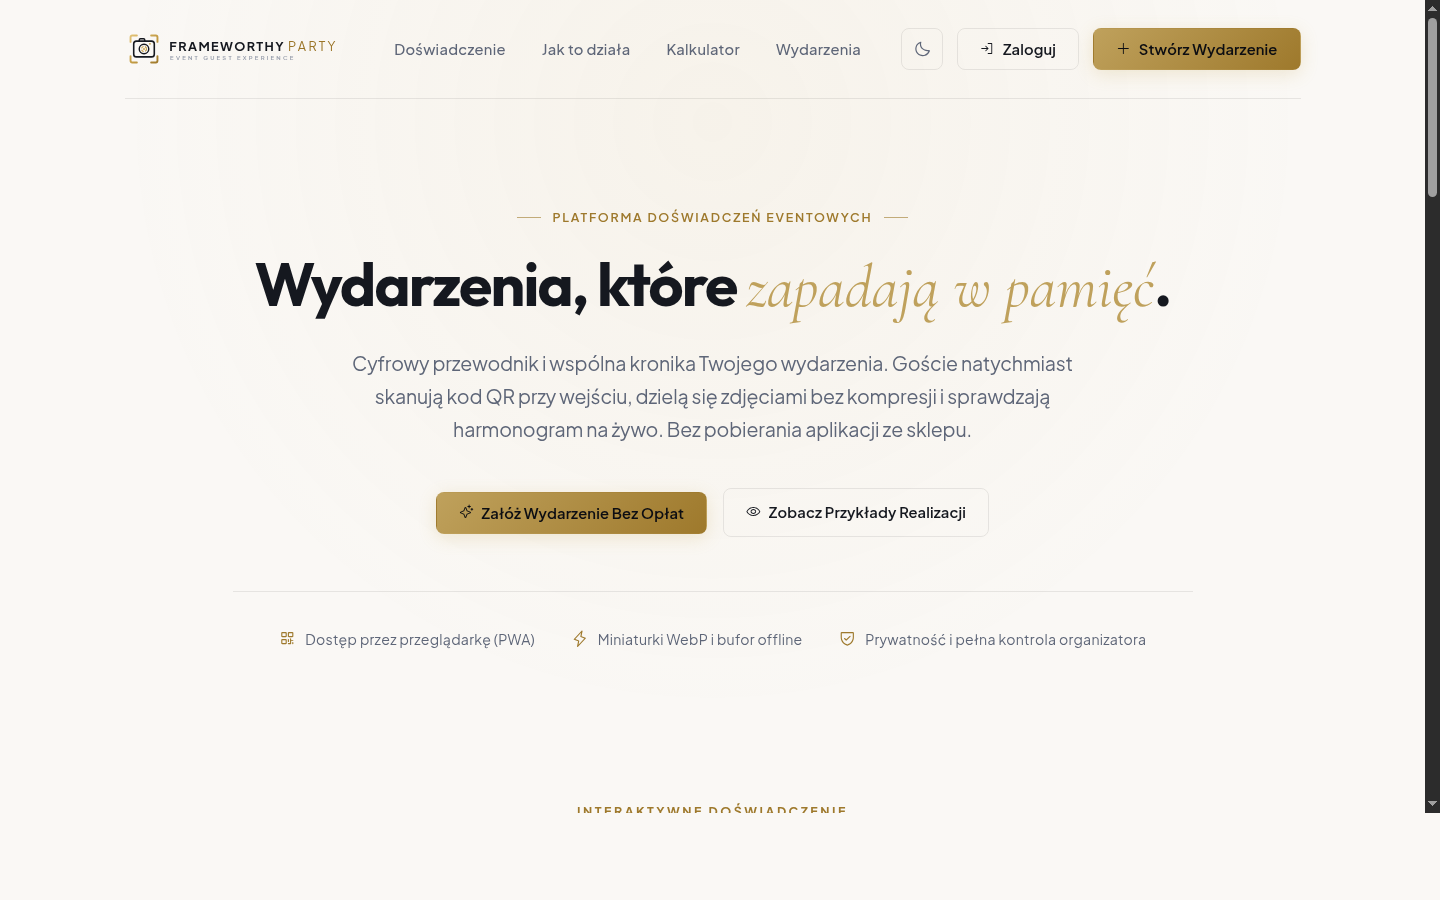 FRAMEWORTHY PARTY
EVENT GUEST EXPERIENCE
Doświadczenie
Jak to działa
Kalkulator
Wydarzenia
Zaloguj
Stwórz Wydarzenie
PLATFORMA DOŚWIADCZEŃ EVENTOWYCH
Wydarzenia, które zapadają w pamięć.
Cyfrowy przewodnik i wspólna kronika Twojego wydarzenia. Goście natychmiast
skanują kod QR przy wejściu, dzielą się zdjęciami bez kompresji i sprawdzają
harmonogram na żywo. Bez pobierania aplikacji ze sklepu.
Załóż Wydarzenie Bez Opłat
Zobacz Przykłady Realizacji
Dostęp przez przeglądarkę (PWA)
Miniaturki WebP i bufor offline
Prywatność i pełna kontrola organizatora
INTERAKTYWNE DOŚWIADCZENIE